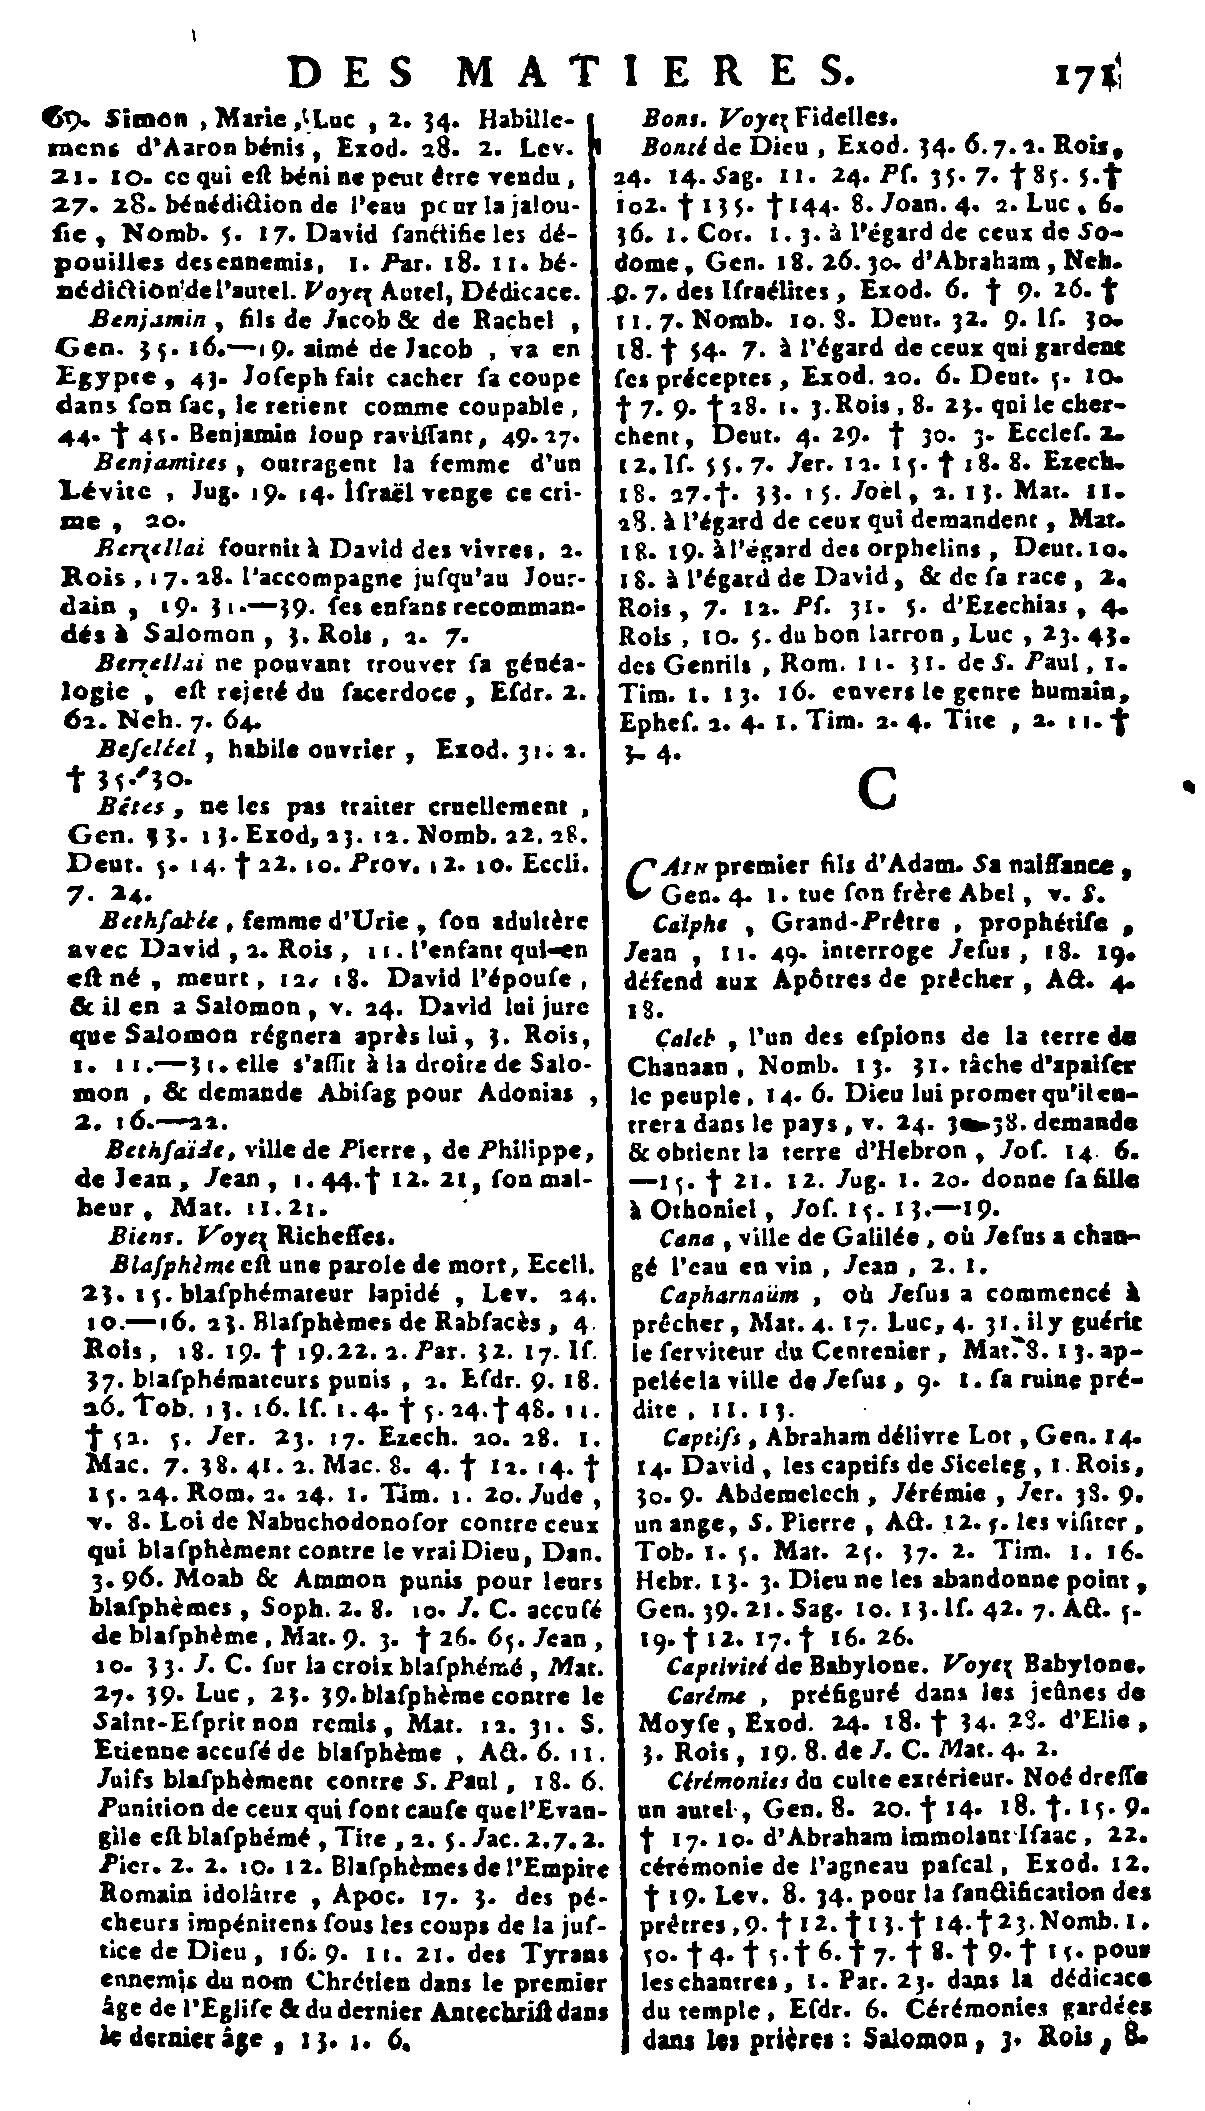 DES MATIERES. 171
69. Simon, Marie, Luc, 2. 34. Habille-
mens d'Aaron bénis, Exod. 28. 2. Lev.
21. 10. ce qui eſt béni ne peut être vendu,
27. 28. bénédiction de l'eau pour la jalou-
ſie, Nomb. 5. 17. David ſanctifie les dé-
pouilles des ennemis, 1. Par. 18. 11. bé-
nédiction de l'autel. Voyez Autel, Dédicace.
Benjamin, fils de Jacob & de Rachel,
Gen. 35. 16.—19. aimé de Jacob, va en
Egypte, 43. Joſeph fait cacher ſa coupe
dans ſon ſac, le retient comme coupable,
44. † 45. Benjamin loup raviſſant, 49. 27.
Benjamites, outragent la femme d'un
Lévite, Jug. 19. 14. Iſraël venge ce cri-
me, 20.
Berzellai fournit à David des vivres, 2.
Rois, 17. 28. l'accompagne juſqu'au Jour-
dain, 19. 31.—39. ſes enfans recomman-
dés à Salomon, 3. Rois, 2. 7.
Berzellai ne pouvant trouver ſa généa-
logie, eſt rejeté du ſacerdoce, Eſdr. 2.
62. Neh. 7. 64.
Beſeléel, habile ouvrier, Exod. 31. 2.
† 35. 30.
Bêtes, ne les pas traiter cruellement,
Gen. 33. 13. Exod, 23. 12. Nomb. 22. 28.
Deut. 5. 14. † 22. 10. Prov. 12. 10. Eccli.
7. 24.
Bethſabée, femme d'Urie, ſon adultère
avec David, 2. Rois, 11. l'enfant qui en
eſt né, meurt, 12. 18. David l'épouſe,
& il en a Salomon, v. 24. David lui jure
que Salomon régnera après lui, 3. Rois,
1. 11.—31. elle s'aſſit à la droite de Salo-
mon, & demande Abiſag pour Adonias,
2. 16.—22.
Bethſaïde, ville de Pierre, de Philippe,
de Jean, Jean, 1. 44. † 12. 21, ſon mal-
heur, Mat. 11. 21.
Biens. Voyez Richeſſes.
Blaſphème eſt une parole de mort, Eccli.
23. 15. blaſphémateur lapidé, Lev. 24.
10.—16. 23. Blaſphèmes de Rabſacès, 4.
Rois, 18. 19. † 19. 22. 2. Par. 32. 17. Iſ.
37. blaſphémateurs punis, 2. Eſdr. 9. 18.
26. Tob. 13. 16. Iſ. 1. 4. † 5. 24. † 48. 11.
† 52. 5. Jer. 23. 17. Ezech. 20. 28. 1.
Mac. 7. 38. 41. 2. Mac. 8. 4. † 12. 14. †
15. 24. Rom. 2. 24. 1. Tim. 1. 20. Jude,
v. 8. Loi de Nabuchodonoſor contre ceux
qui blaſphèment contre le vrai Dieu, Dan.
3. 96. Moab & Ammon punis pour leurs
blaſphèmes, Soph. 2. 8. 10. J. C. accuſé
de blaſphème, Mat. 9. 3. † 26. 65. Jean,
10. 33. J. C. ſur la croix blaſphémé, Mat.
27. 39. Luc, 23. 39. blaſphème contre le
Saint-Eſprit non remis, Mat. 12. 31. S.
Etienne accuſé de blaſphème, Act. 6. 11.
Juifs blaſphèment contre S. Paul, 18. 6.
Punition de ceux qui ſont cauſe que l'Evan-
gile eſt blaſphémé, Tite, 2. 5. Jac. 2. 7. 2.
Pier. 2. 2. 10. 12. Blaſphèmes de l'Empire
Romain idolâtre, Apoc. 17. 3. des pé-
cheurs impénitens ſous les coups de la juſ-
tice de Dieu, 16. 9. 11. 21. des Tyrans
ennemis du nom Chrétien dans le premier
âge de l'Egliſe & du dernier Antechriſt dans
le dernier âge, 13. 1. 6.
Bons. Voyez Fidelles.
Bonté de Dieu, Exod. 34. 6. 7. 2. Rois,
24. 14. Sag. 11. 24. Pſ. 35. 7. † 85. 5. †
102. † 135. † 144. 8. Joan. 4. 2. Luc, 6.
36. 1. Cor. 1. 3. à l'égard de ceux de So-
dome, Gen. 18. 26. 30. d'Abraham, Neh.
9. 7. des Iſraélites, Exod. 6. † 9. 26. †
11. 7. Nomb. 10. 8. Deut. 32. 9. Iſ. 30.
18. † 54. 7. à l'égard de ceux qui gardent
ſes préceptes, Exod. 20. 6. Deut. 5. 10.
† 7. 9. † 28. 1. 3. Rois, 8. 23. qui le cher-
chent, Deut. 4. 29. † 30. 3. Eccleſ. 2.
12. Iſ. 55. 7. Jer. 12. 15. † 18. 8. Ezech.
18. 27. †. 33. 15. Joël, 2. 13. Mat. 11.
28. à l'égard de ceux qui demandent, Mat.
18. 19. à l'égard des orphelins, Deut. 10.
18. à l'égard de David, & de ſa race, 2.
Rois, 7. 12. Pſ. 31. 5. d'Ezechias, 4.
Rois, 10. 5. du bon larron, Luc, 23. 43.
des Gentils, Rom. 11. 31. de S. Paul, 1.
Tim. 1. 13. 16. envers le genre humain,
Epheſ. 2. 4. 1. Tim. 2. 4. Tite, 2. 11. †
3. 4.
C
CAIN premier fils d'Adam. Sa naiſſance,
Gen. 4. 1. tue ſon frère Abel, v. 8.
Caïphe, Grand-Prêtre, prophétiſe,
Jean, 11. 49. interroge Jeſus, 18. 19.
défend aux Apôtres de prêcher, Act. 4.
18.
Caleb, l'un des eſpions de la terre de
Chanaan, Nomb. 13. 31. tâche d'apaiſer
le peuple, 14. 6. Dieu lui promet qu'il en-
trera dans le pays, v. 24. 30—38. demande
& obtient la terre d'Hebron, Joſ. 14. 6.
—15. † 21. 12. Jug. 1. 20. donne ſa fille
à Othoniel, Joſ. 15. 13.—19.
Cana, ville de Galilée, où Jeſus a chan-
gé l'eau en vin, Jean, 2. 1.
Capharnaüm, où Jeſus a commencé à
prêcher, Mat. 4. 17. Luc, 4. 31. il y guérit
le ſerviteur du Centenier, Mat. 8. 13. ap-
pelée la ville de Jeſus, 9. 1. ſa ruine pré-
dite, 11. 13.
Captifs, Abraham délivre Lot, Gen. 14.
14. David, les captifs de Siceleg, 1. Rois,
30. 9. Abdemelech, Jérémie, Jer. 38. 9.
un ange, S. Pierre, Act. 12. 5. les viſiter,
Tob. 1. 5. Mat. 25. 37. 2. Tim. 1. 16.
Hebr. 13. 3. Dieu ne les abandonne point,
Gen. 39. 21. Sag. 10. 13. Iſ. 42. 7. Act. 5.
19. † 12. 17. † 16. 26.
Captivité de Babylone. Voyez Babylone.
Carême, préfiguré dans les jeûnes de
Moyſe, Exod. 24. 18. † 34. 28. d'Elie,
3. Rois, 19. 8. de J. C. Mat. 4. 2.
Cérémonies du culte extérieur. Noé dreſſe
un autel, Gen. 8. 20. † 14. 18. †. 15. 9.
† 17. 10. d'Abraham immolant Iſaac, 22.
cérémonie de l'agneau paſcal, Exod. 12.
† 19. Lev. 8. 34. pour la ſanctification des
prêtres, 9. † 12. † 13. † 14. † 23. Nomb. 1.
50. † 4. † 5. † 6. † 7. † 8. † 9. † 15. pour
les chantres, 1. Par. 23. dans la dédicace
du temple, Eſdr. 6. Cérémonies gardées
dans les prières : Salomon, 3. Rois, 8.